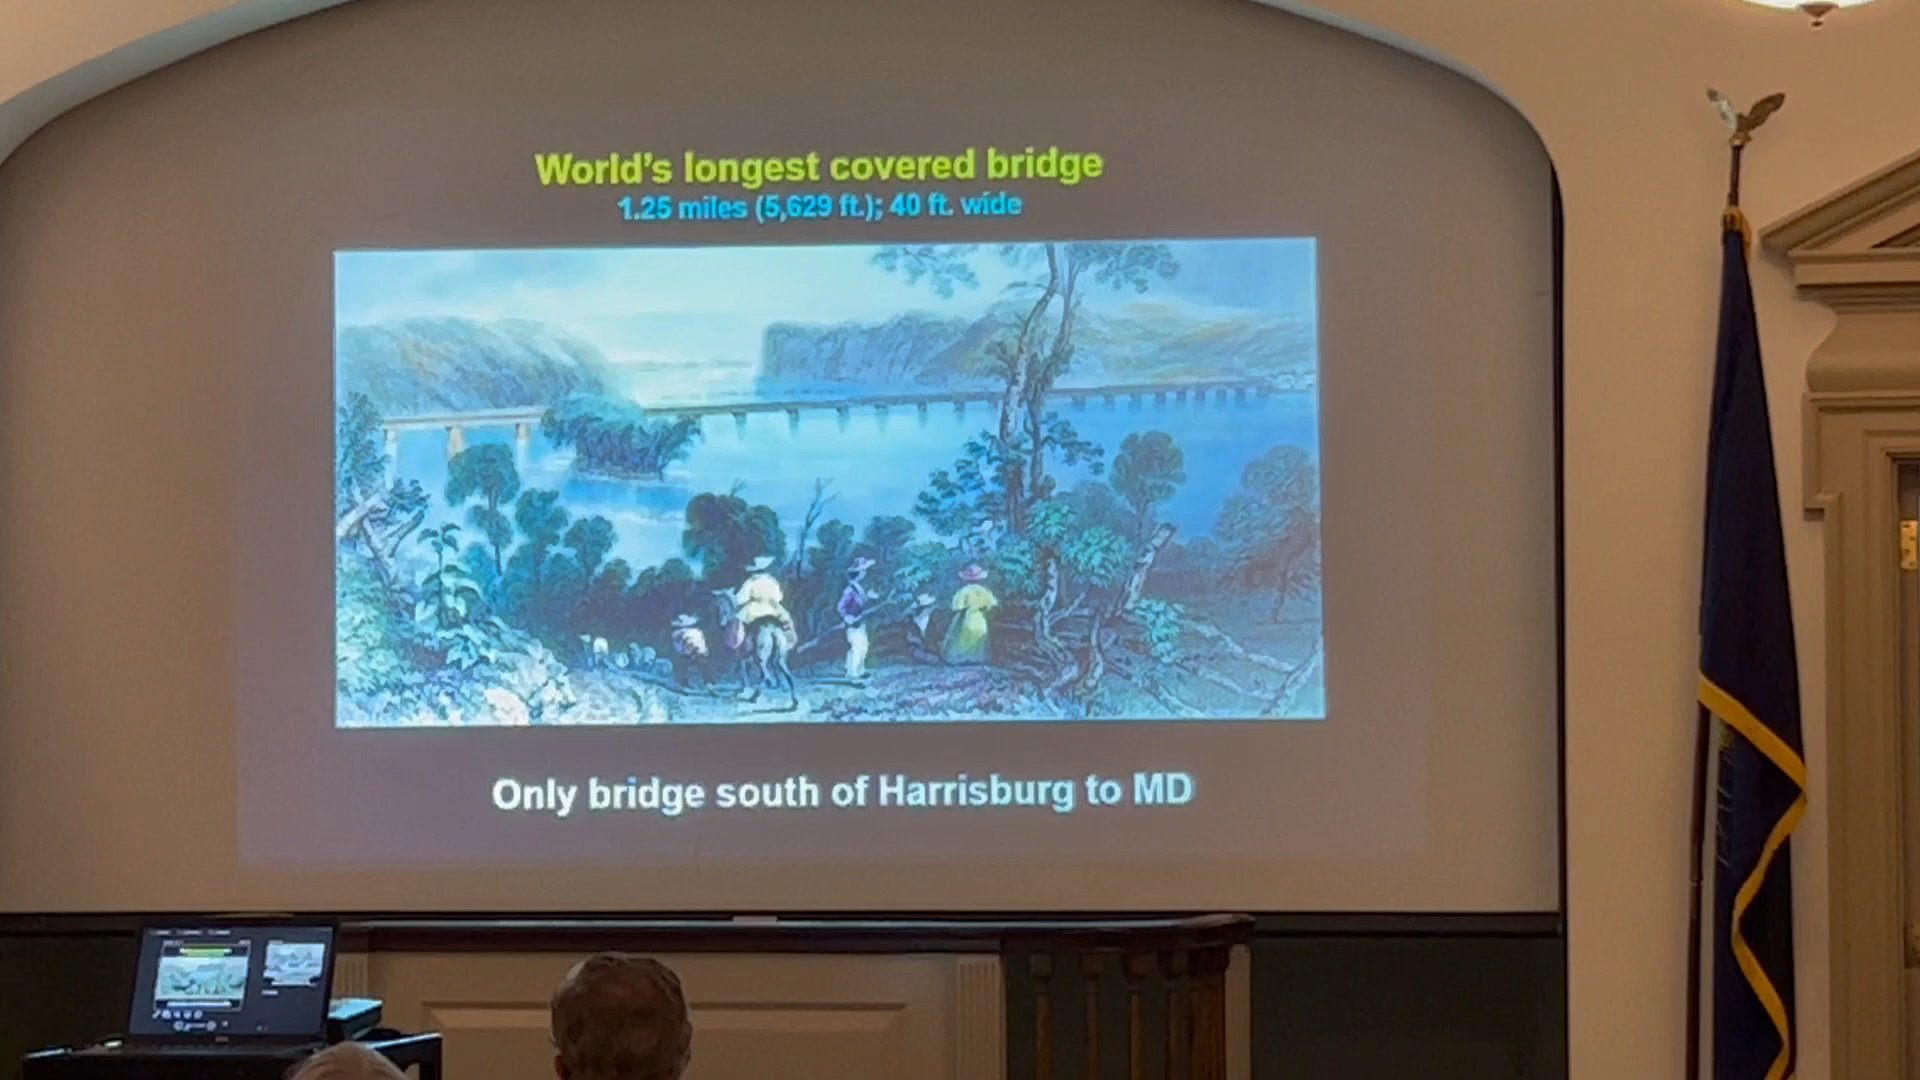 World's longest covered bridge
1.25 miles (5,629 ft.); 40 ft. wide
Only bridge south of Harrisburg to MD